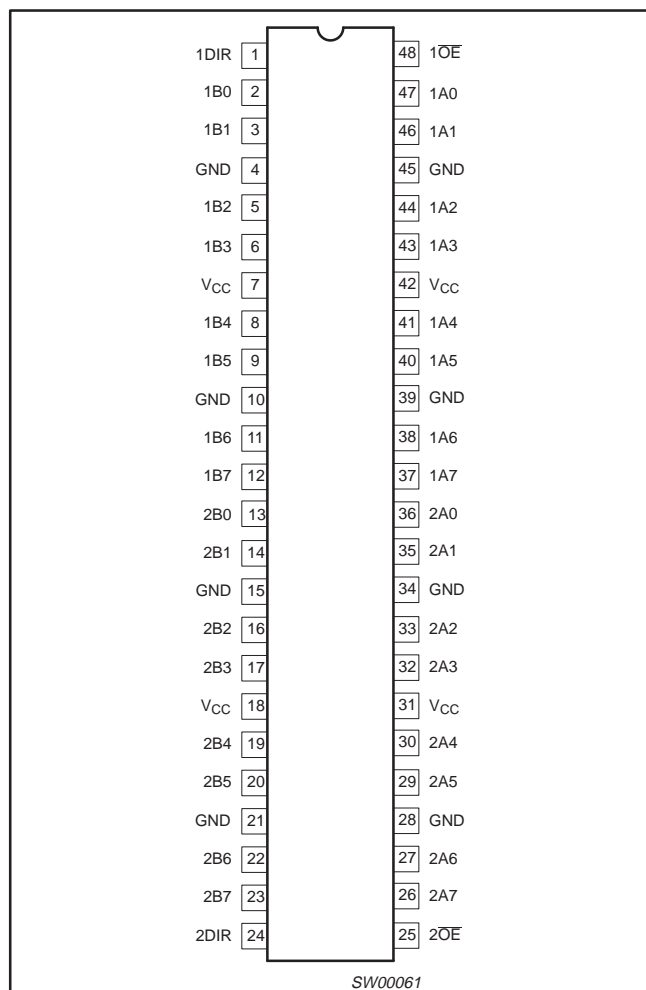 1DIR 1 48 1O̅E̅
1B0 2 47 1A0
1B1 3 46 1A1
GND 4 45 GND
1B2 5 44 1A2
1B3 6 43 1A3
VCC 7 42 VCC
1B4 8 41 1A4
1B5 9 40 1A5
GND 10 39 GND
1B6 11 38 1A6
1B7 12 37 1A7
2B0 13 36 2A0
2B1 14 35 2A1
GND 15 34 GND
2B2 16 33 2A2
2B3 17 32 2A3
VCC 18 31 VCC
2B4 19 30 2A4
2B5 20 29 2A5
GND 21 28 GND
2B6 22 27 2A6
2B7 23 26 2A7
2DIR 24 25 2O̅E̅
SW00061